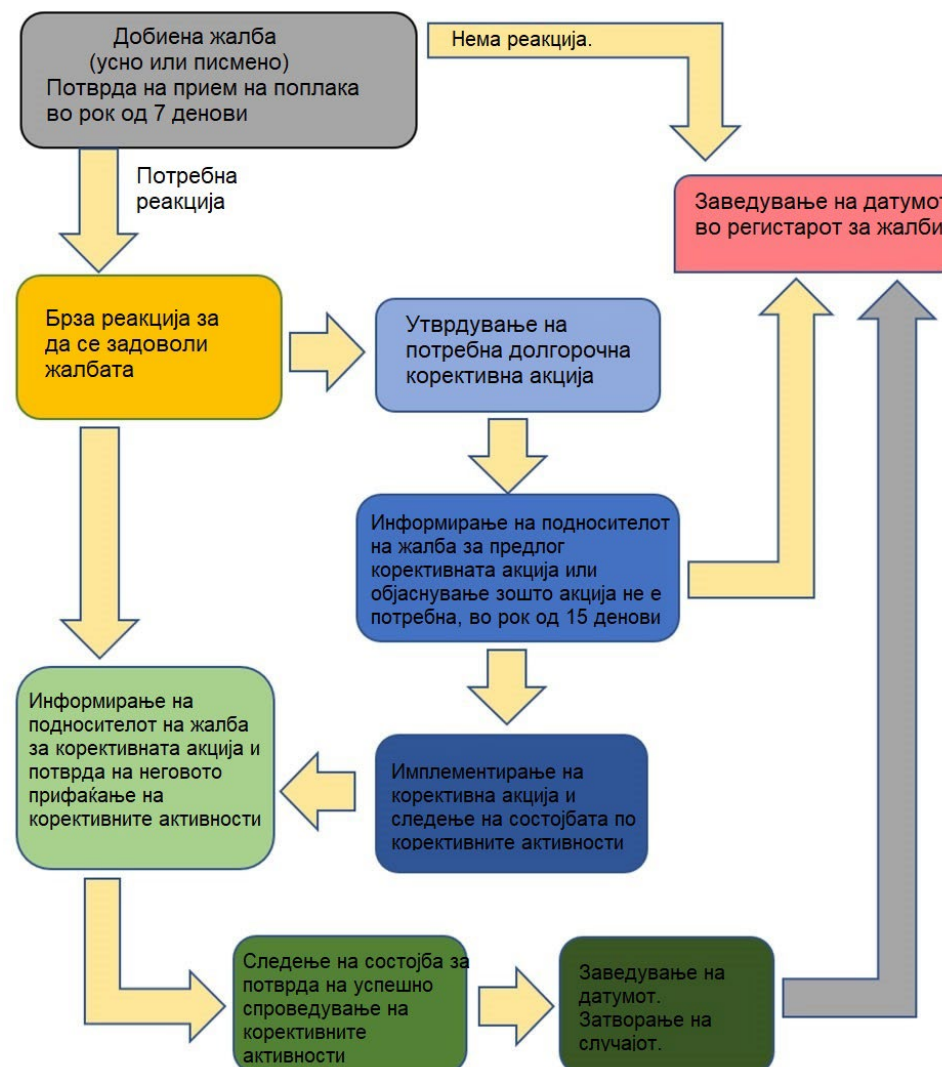 Добиена жалба
(усно или писмено)
Потврда на прием на поплака
во рок од 7 денови
Нема реакција.
Потребна
реакција
Заведување на датумот
во регистарот за жалби
Брза реакција за
да се задоволи
жалбата
Утврдување на
потребна долгорочна
корективна акција
Информирање на подносителот
на жалба за предлог
корективната акција или
објаснување зошто акција не е
потребна, во рок од 15 денови
Информирање на
подносителот на жалба
за корективната акција и
потврда на неговото
прифаќање на
корективните активности
Имплементирање на
корективна акција и
следење на состојбата по
корективните активности
Следење на состојба за
потврда на успешно
спроведување на
корективните
активности
Заведување на
датумот.
Затворање на
случајот.